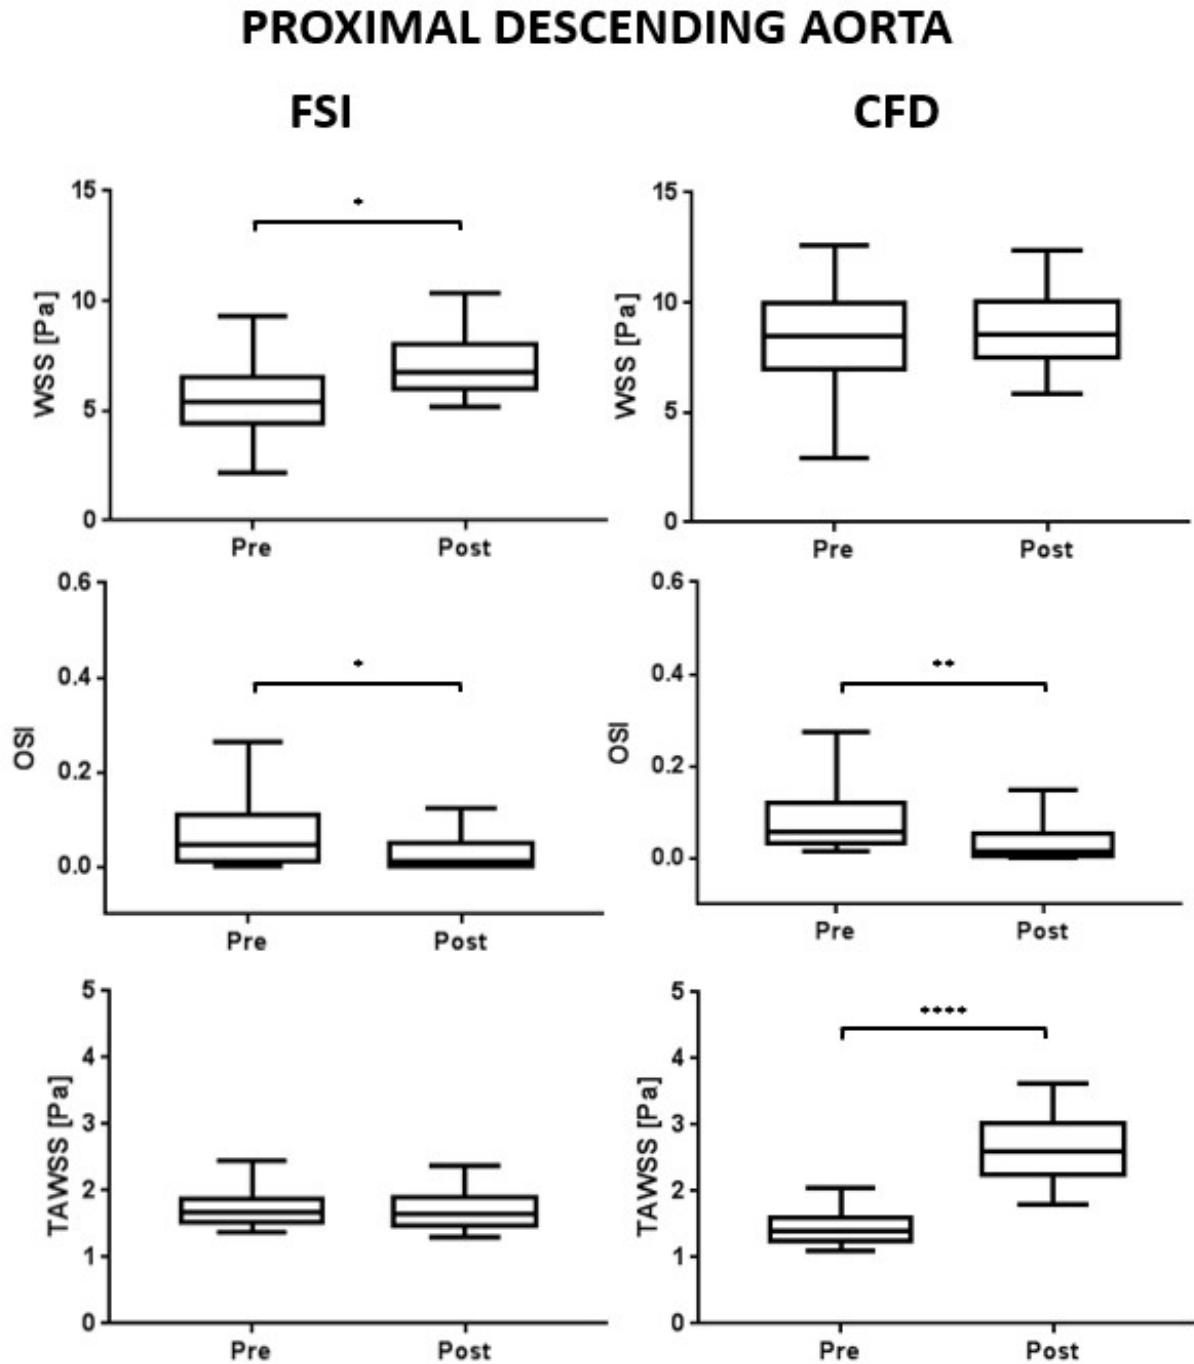 PROXIMAL DESCENDING AORTA
FSI
CFD
WSS [Pa]
15
10
5
0
*
Pre
Post
WSS [Pa]
15
10
5
0
Pre
Post
OSI
0.6
0.4
0.2
0.0
*
Pre
Post
OSI
0.6
0.4
0.2
0.0
**
Pre
Post
TAWSS [Pa]
5
4
3
2
1
0
Pre
Post
TAWSS [Pa]
5
4
3
2
1
0
****
Pre
Post